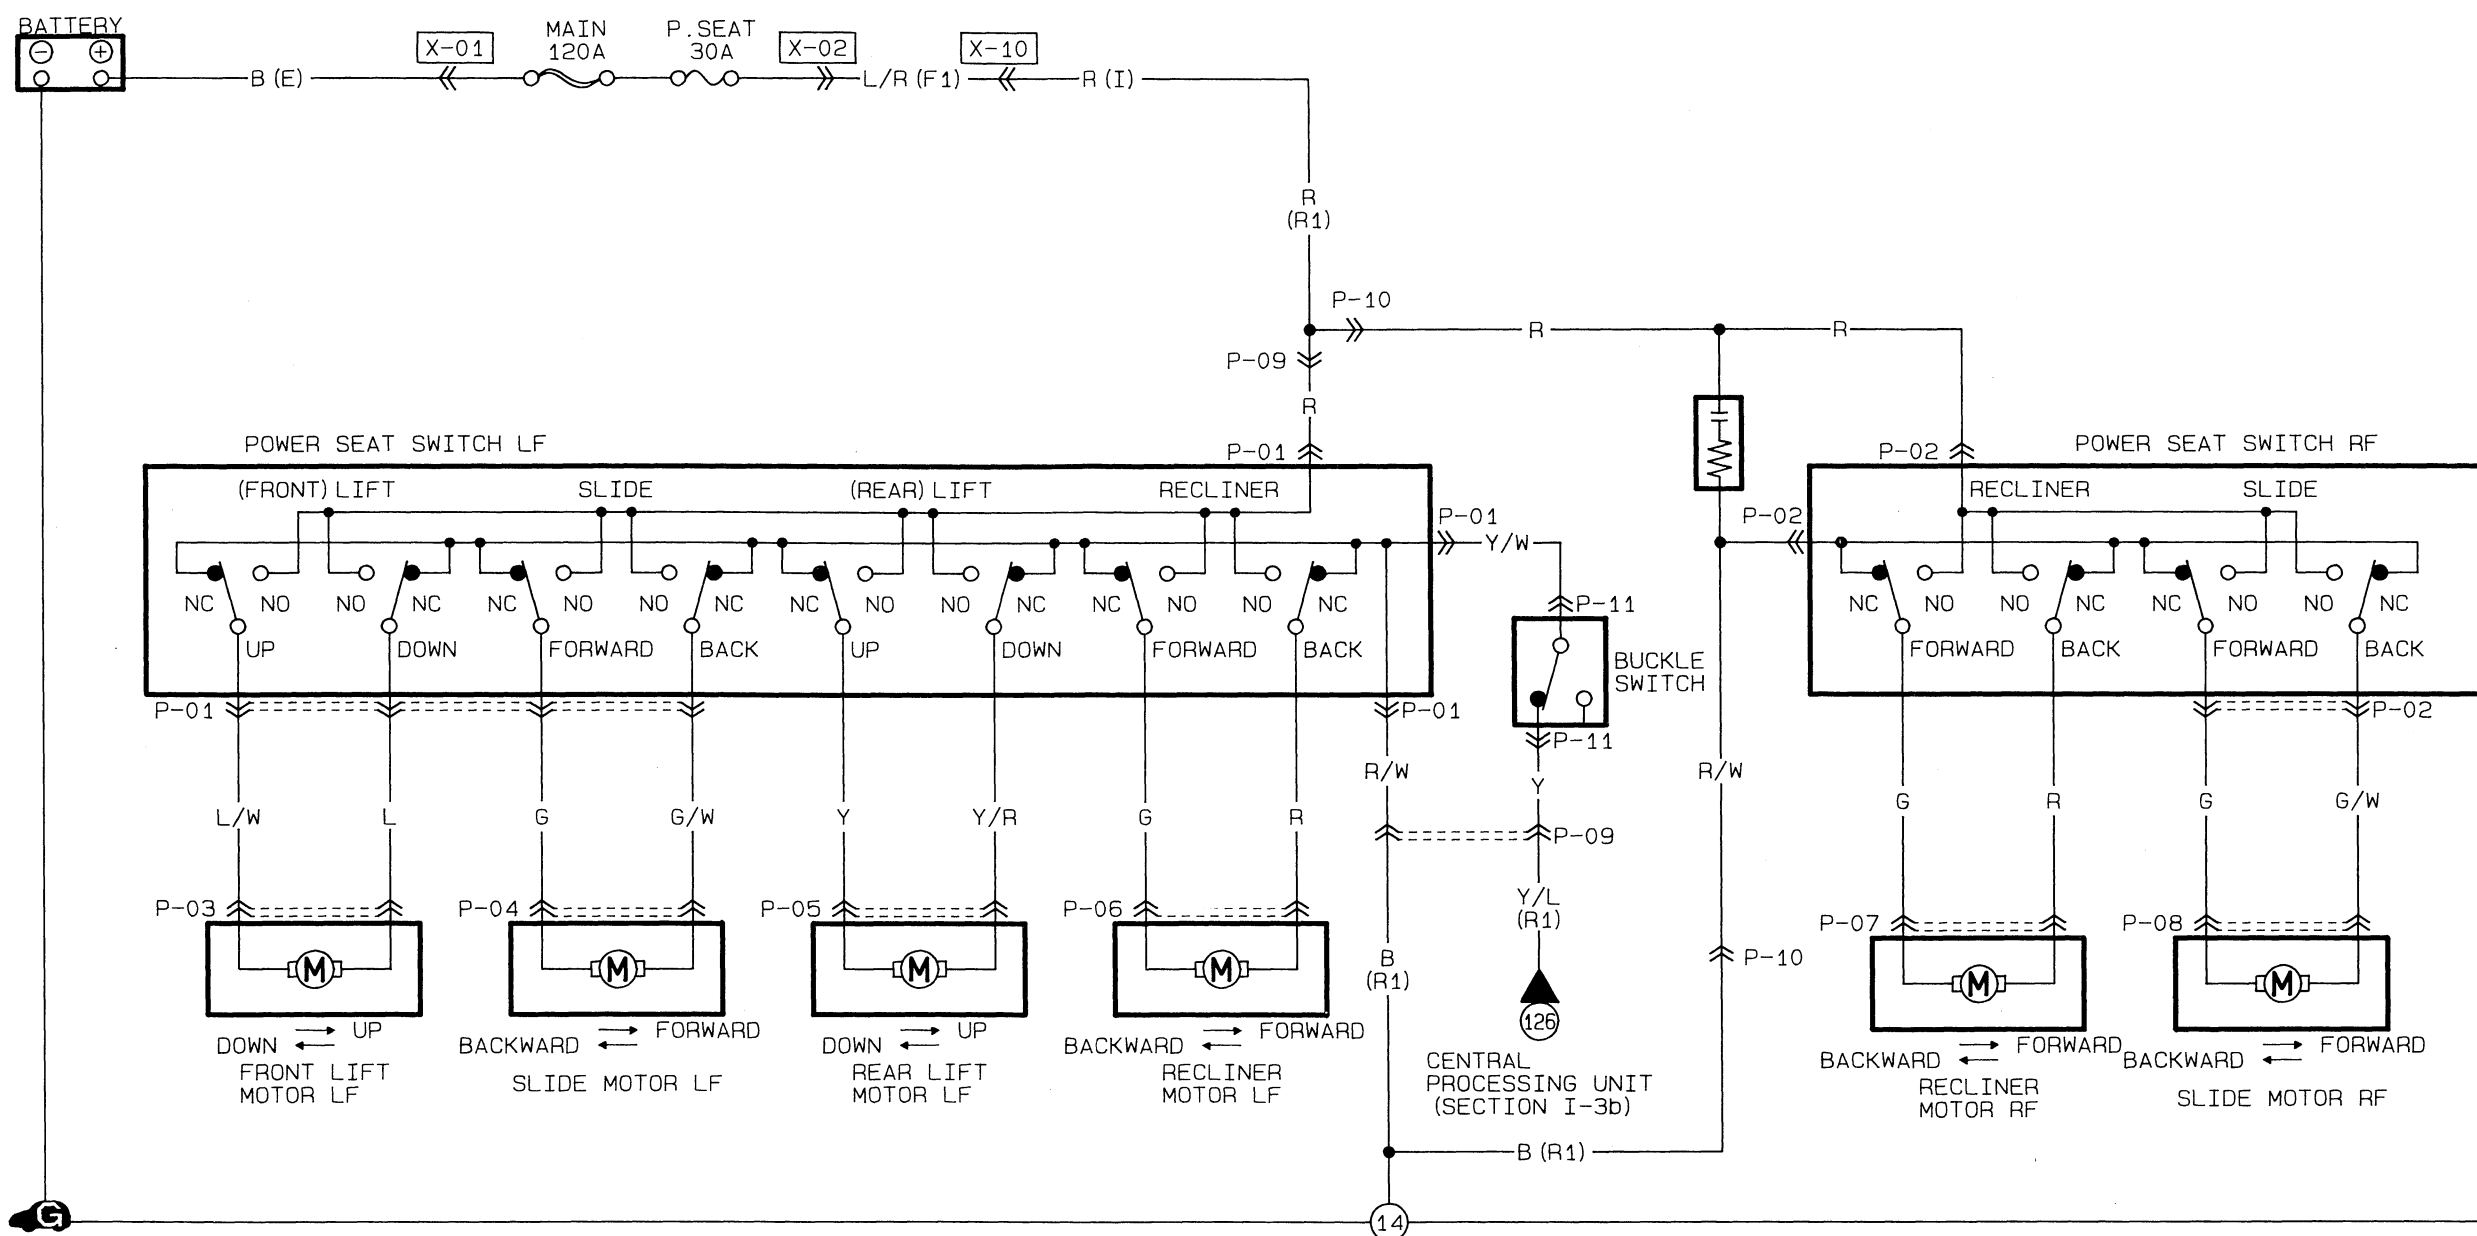 BATTERY
− +
X-01
MAIN
120A
P.SEAT
30A
X-02
X-10
B (E)
L/R (F1)
R (I)
R
(R1)
P-10
R
R
P-09
R
POWER SEAT SWITCH LF
P-01
P-02
POWER SEAT SWITCH RF
(FRONT) LIFT
SLIDE
(REAR) LIFT
RECLINER
RECLINER
SLIDE
P-01
Y/W
P-02
NC NO NO NC NC NO NO NC NC NO NO NC NC NO NO NC
P-11
NC NO NO NC NC NO NO NC
UP DOWN FORWARD BACK UP DOWN FORWARD BACK
FORWARD BACK FORWARD BACK
BUCKLE
SWITCH
P-01
P-01
P-11
P-02
R/W
Y
R/W
L/W L G G/W Y Y/R G R
G R G G/W
P-09
Y/L
(R1)
P-03
P-04
P-05
P-06
P-07
P-08
B
(R1)
P-10
M M M M M M
126
UP
DOWN
FRONT LIFT
MOTOR LF
FORWARD
BACKWARD
SLIDE MOTOR LF
UP
DOWN
REAR LIFT
MOTOR LF
FORWARD
BACKWARD
RECLINER
MOTOR LF
CENTRAL
PROCESSING UNIT
(SECTION I-3b)
FORWARD
BACKWARD
RECLINER
MOTOR RF
FORWARD
BACKWARD
SLIDE MOTOR RF
B (R1)
G
14